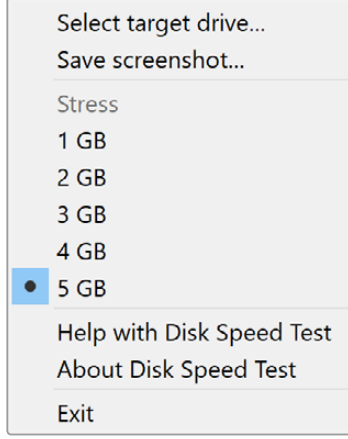 Select target drive...
Save screenshot...
Stress
1 GB
2 GB
3 GB
4 GB
5 GB
Help with Disk Speed Test
About Disk Speed Test
Exit